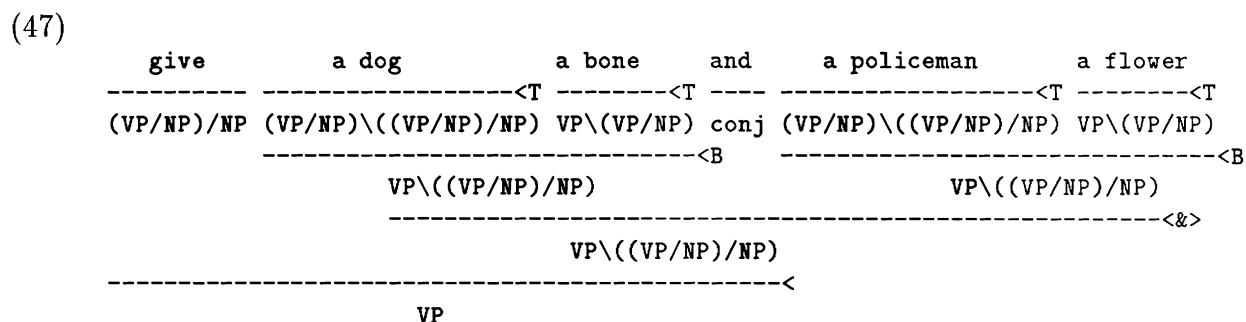 (47)
give a dog a bone and a policeman a flower
---------- ------------------<T --------<T ---- ------------------<T --------<T
(VP/NP)/NP (VP/NP)\((VP/NP)/NP) VP\(VP/NP) conj (VP/NP)\((VP/NP)/NP) VP\(VP/NP)
-------------------------------<B -------------------------------<B
VP\((VP/NP)/NP) VP\((VP/NP)/NP)
-------------------------------------------------------<&>
VP\((VP/NP)/NP)
------------------------------------------------<
VP